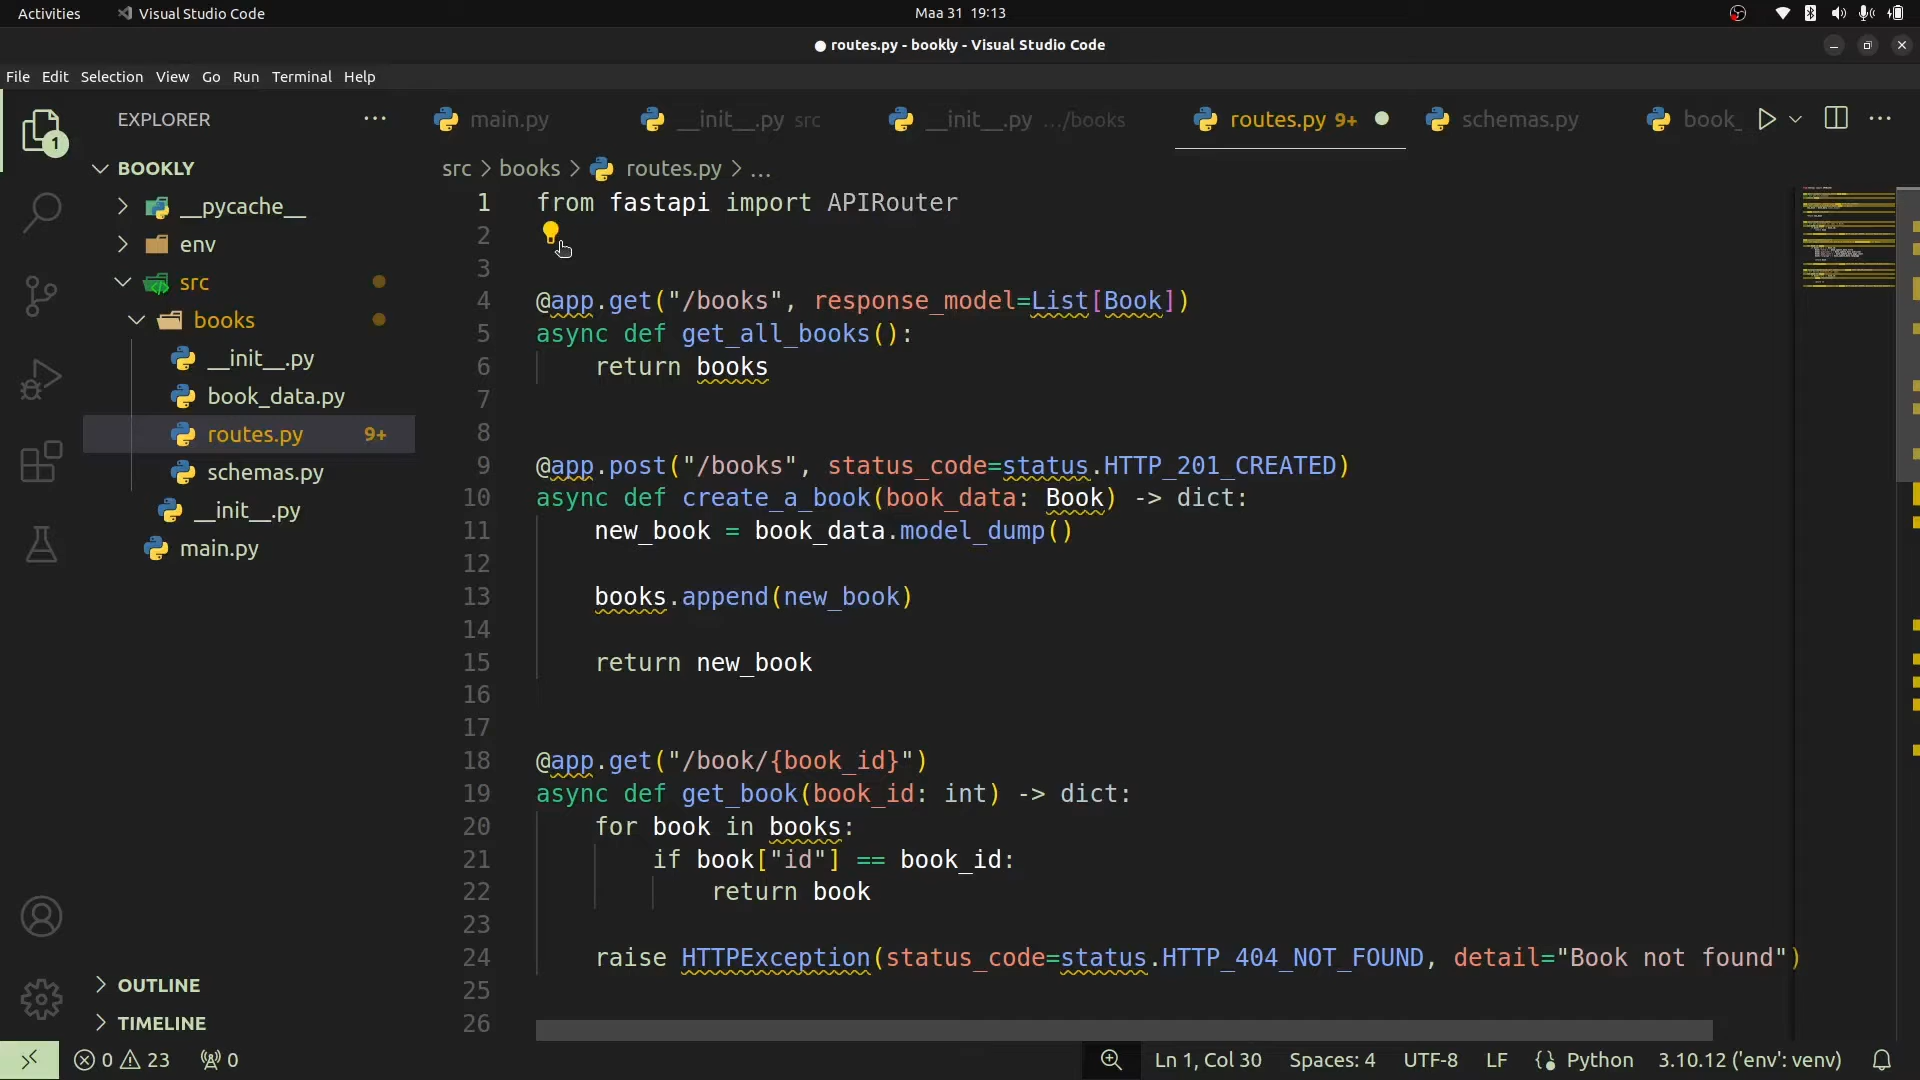 Activities Visual Studio Code Maa 31 19:13
● routes.py - bookly - Visual Studio Code
File Edit Selection View Go Run Terminal Help
EXPLORER
main.py
__init__.py src
__init__.py .../books
routes.py 9+
schemas.py
book_
src > books > routes.py > ...
BOOKLY
__pycache__
env
src
books
__init__.py
book_data.py
routes.py 9+
schemas.py
__init__.py
main.py
OUTLINE
TIMELINE
1
1 from fastapi import APIRouter
2
3
4 @app.get("/books", response_model=List[Book])
5 async def get_all_books():
6 return books
7
8
9 @app.post("/books", status_code=status.HTTP_201_CREATED)
10 async def create_a_book(book_data: Book) -> dict:
11 new_book = book_data.model_dump()
12
13 books.append(new_book)
14
15 return new_book
16
17
18 @app.get("/book/{book_id}")
19 async def get_book(book_id: int) -> dict:
20 for book in books:
21 if book["id"] == book_id:
22 return book
23
24 raise HTTPException(status_code=status.HTTP_404_NOT_FOUND, detail="Book not found")
25
26
0 23 0 Ln 1, Col 30 Spaces: 4 UTF-8 LF Python 3.10.12 ('env': venv)